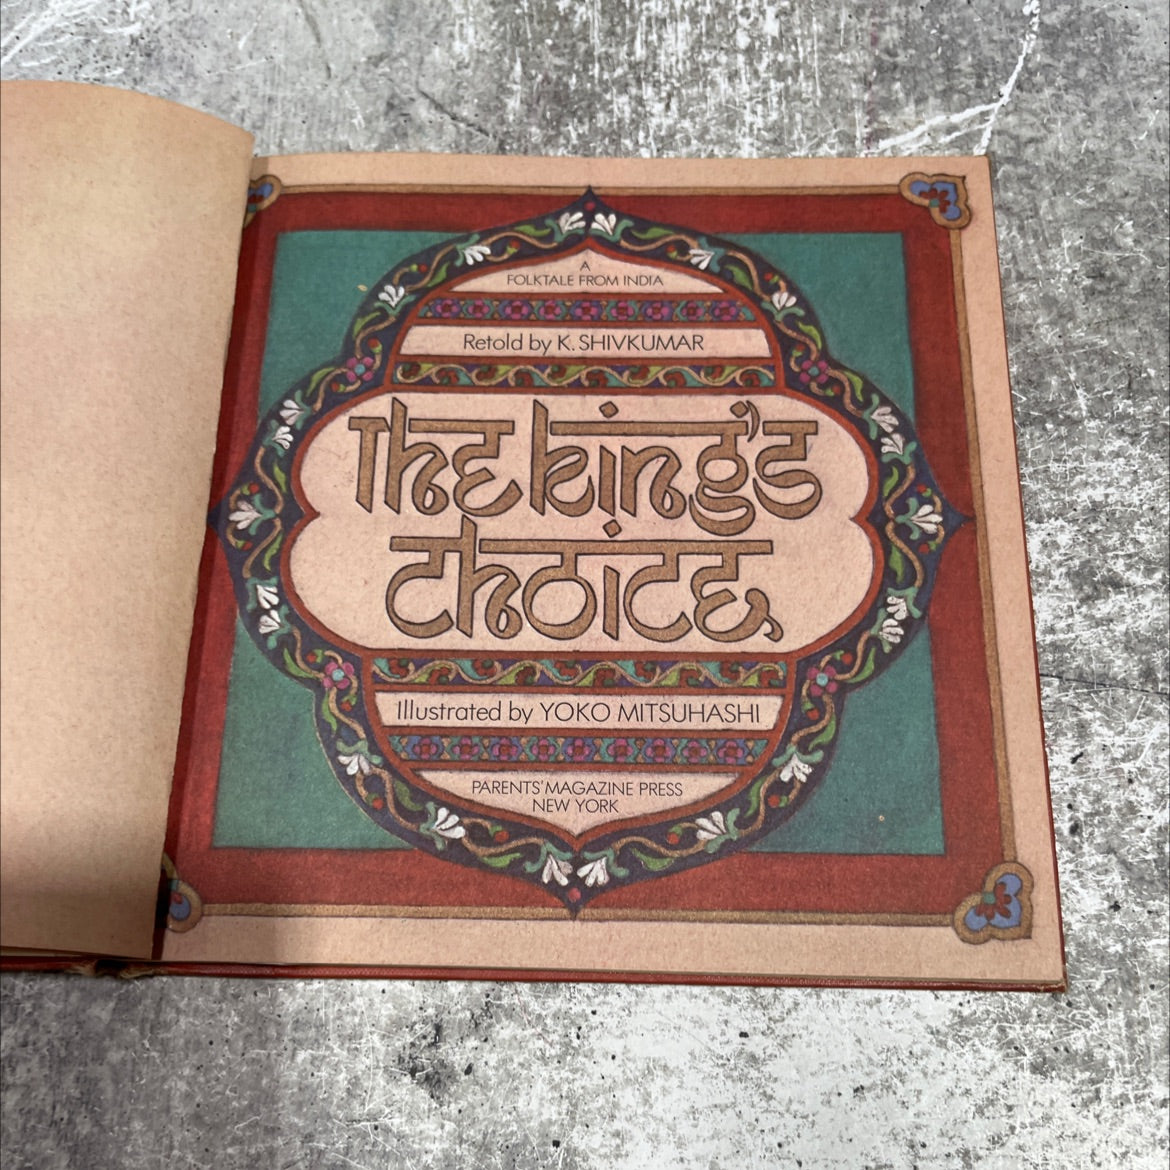 A
FOLKTALE FROM INDIA
Retold by K. SHIVKUMAR
The King's
Choice
Illustrated by YOKO MITSUHASHI
PARENTS' MAGAZINE PRESS
NEW YORK